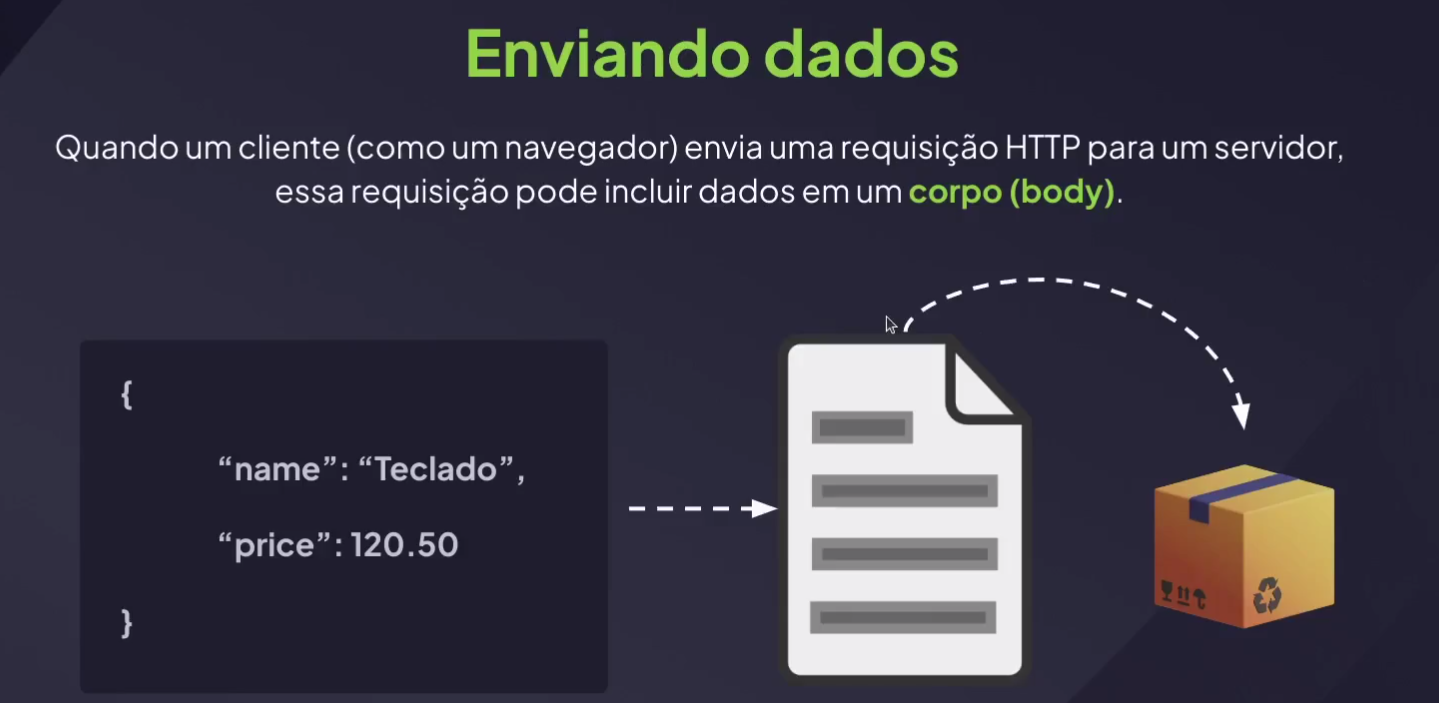 Enviando dados
Quando um cliente (como um navegador) envia uma requisição HTTP para um servidor,
essa requisição pode incluir dados em um corpo (body).
{
“name”: “Teclado”,
“price”: 120.50
}